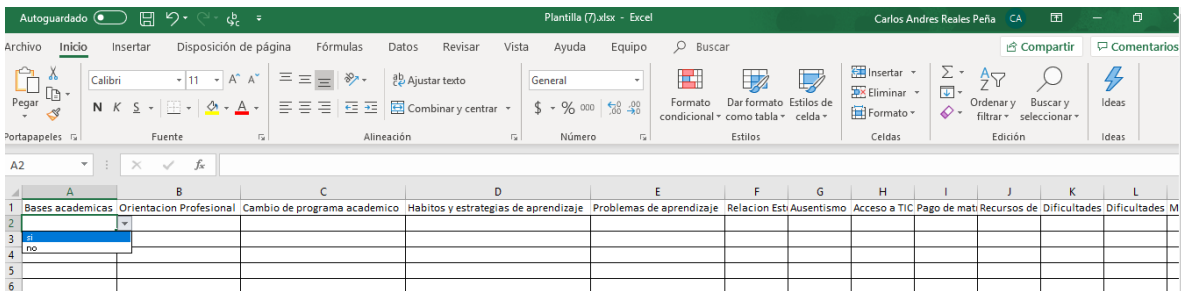 Autoguardado Plantilla (7).xlsx - Excel Carlos Andres Reales Peña CA
Archivo Inicio Insertar Disposición de página Fórmulas Datos Revisar Vista Ayuda Equipo Buscar Compartir Comentarios
Pegar Calibri 11 A A Ajustar texto General Formato condicional Dar formato como tabla Estilos de celda Insertar Eliminar Formato Ordenar y filtrar Buscar y seleccionar Ideas
N K S A Combinar y centrar $ % 000
Portapapeles Fuente Alineación Número Estilos Celdas Edición Ideas
A2 fx
A B C D E F G H I J K L
1 Bases academicas Orientacion Profesional Cambio de programa academico Habitos y estrategias de aprendizaje Problemas de aprendizaje Relacion Estu Ausentismo Acceso a TIC Pago de matr Recursos de Dificultades Dificultades M
2
3 si
no
4
5
6